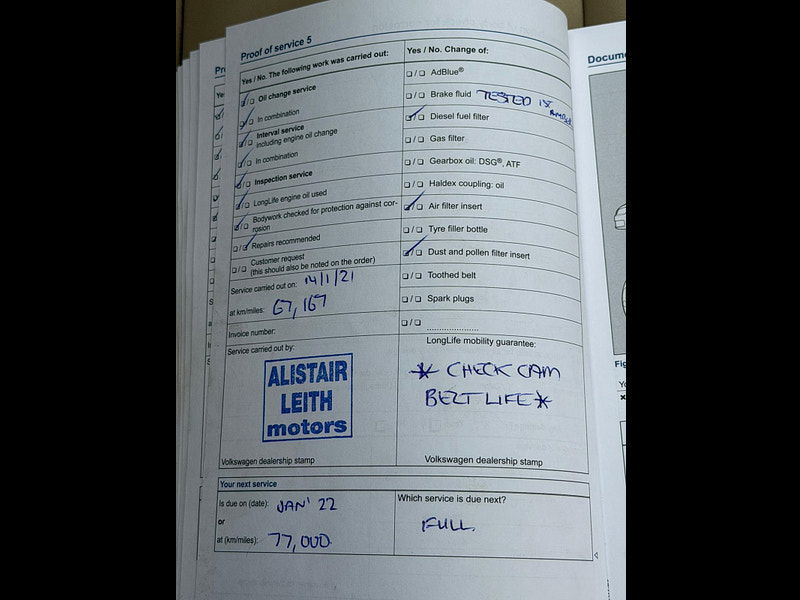 Proof of service 5
Yes / No. The following work was carried out:
Oil change service
In combination
Interval service
including engine oil change
In combination
Inspection service
LongLife engine oil used
Bodywork checked for protection against cor-
rosion
Repairs recommended
Customer request
(this should also be noted on the order)
Service carried out on: 14/1/21
at km/miles: 67,167
Invoice number:
Service carried out by:
ALISTAIR
LEITH
motors
Volkswagen dealership stamp
Yes / No. Change of:
AdBlue®
Brake fluid TESTED
Diesel fuel filter
Gas filter
Gearbox oil: DSG®, ATF
Haldex coupling: oil
Air filter insert
Tyre filler bottle
Dust and pollen filter insert
Toothed belt
Spark plugs
LongLife mobility guarantee:
* CHECK CAM
BELT LIFE *
Volkswagen dealership stamp
Your next service
Is due on (date): JAN' 22
or
at (km/miles): 77,000.
Which service is due next?
FULL.
Docume